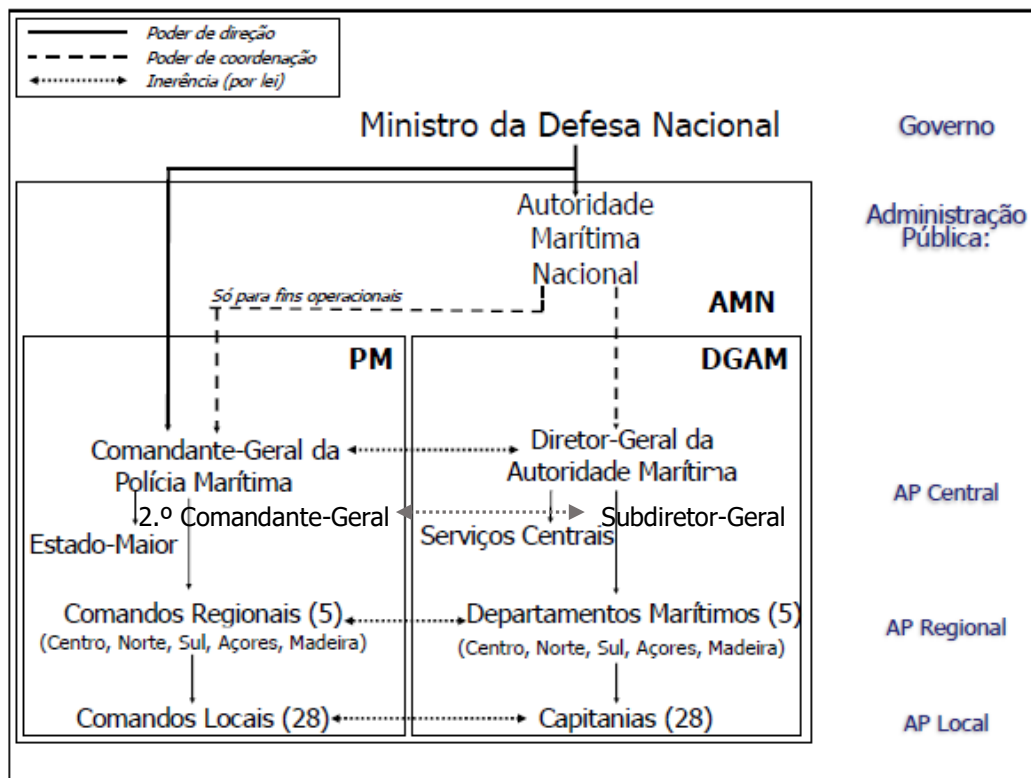 Poder de direção
Poder de coordenação
Inerência (por lei)
Ministro da Defesa Nacional
Governo
Autoridade
Marítima
Nacional
Administração
Pública:
Só para fins operacionais
AMN
PM
DGAM
Comandante-Geral da
Polícia Marítima
Diretor-Geral da
Autoridade Marítima
AP Central
2.º Comandante-Geral
Subdiretor-Geral
Estado-Maior
Serviços Centrais
Comandos Regionais (5)
(Centro, Norte, Sul, Açores, Madeira)
Departamentos Marítimos (5)
(Centro, Norte, Sul, Açores, Madeira)
AP Regional
Comandos Locais (28)
Capitanias (28)
AP Local